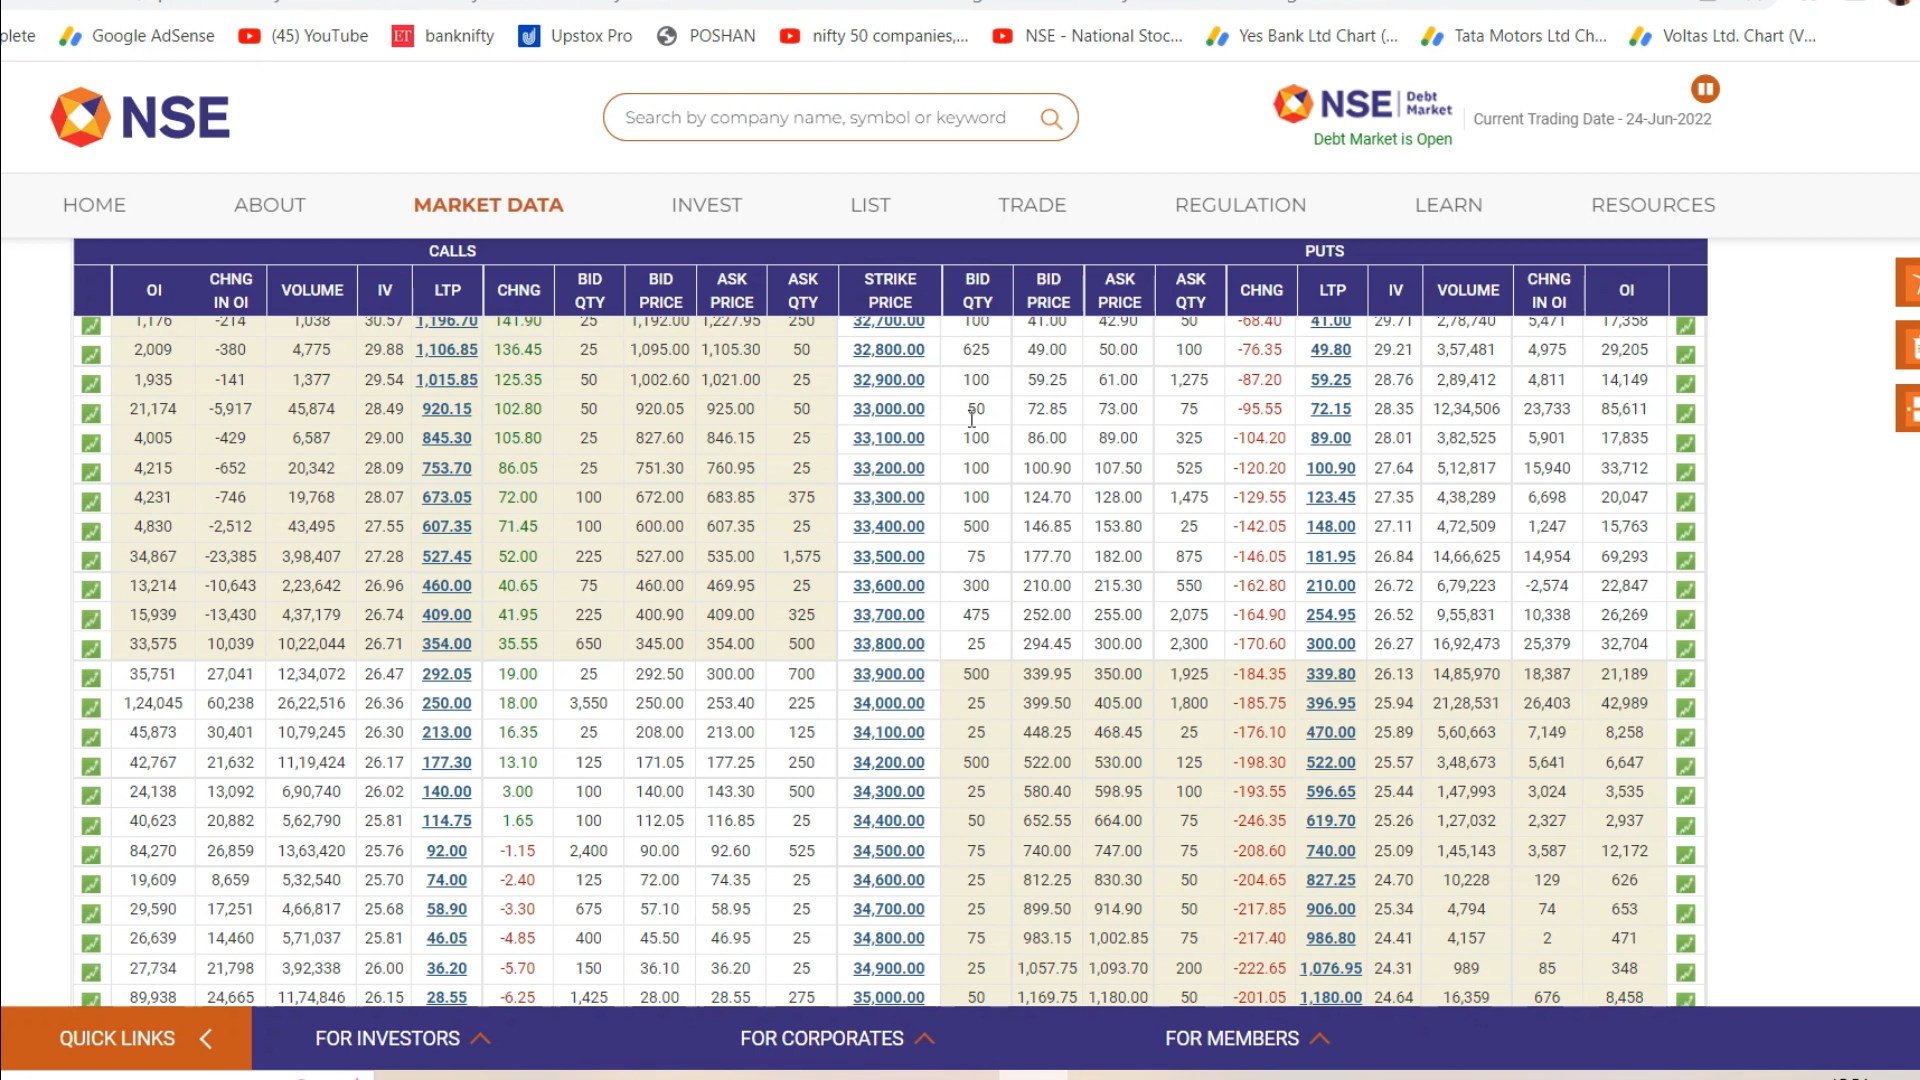 plete Google AdSense (45) YouTube ET banknifty Upstox Pro POSHAN nifty 50 companies,... NSE - National Stoc... Yes Bank Ltd Chart (... Tata Motors Ltd Ch... Voltas Ltd. Chart (V...
NSE Search by company name, symbol or keyword NSE Debt Market Current Trading Date - 24-Jun-2022
Debt Market is Open
HOME ABOUT MARKET DATA INVEST LIST TRADE REGULATION LEARN RESOURCES
CALLS PUTS
OI CHNG IN OI VOLUME IV LTP CHNG BID QTY BID PRICE ASK PRICE ASK QTY STRIKE PRICE BID QTY BID PRICE ASK PRICE ASK QTY CHNG LTP IV VOLUME CHNG IN OI OI
1,176 -214 1,038 30.57 1,196.70 141.90 25 1,192.00 1,227.95 250 32,700.00 100 41.00 42.90 50 -68.40 41.00 29.71 2,78,740 5,471 17,358
2,009 -380 4,775 29.88 1,106.85 136.45 25 1,095.00 1,105.30 50 32,800.00 625 49.00 50.00 100 -76.35 49.80 29.21 3,57,481 4,975 29,205
1,935 -141 1,377 29.54 1,015.85 125.35 50 1,002.60 1,021.00 25 32,900.00 100 59.25 61.00 1,275 -87.20 59.25 28.76 2,89,412 4,811 14,149
21,174 -5,917 45,874 28.49 920.15 102.80 50 920.05 925.00 50 33,000.00 50 72.85 73.00 75 -95.55 72.15 28.35 12,34,506 23,733 85,611
4,005 -429 6,587 29.00 845.30 105.80 25 827.60 846.15 25 33,100.00 100 86.00 89.00 325 -104.20 89.00 28.01 3,82,525 5,901 17,835
4,215 -652 20,342 28.09 753.70 86.05 25 751.30 760.95 25 33,200.00 100 100.90 107.50 525 -120.20 100.90 27.64 5,12,817 15,940 33,712
4,231 -746 19,768 28.07 673.05 72.00 100 672.00 683.85 375 33,300.00 100 124.70 128.00 1,475 -129.55 123.45 27.35 4,38,289 6,698 20,047
4,830 -2,512 43,495 27.55 607.35 71.45 100 600.00 607.35 25 33,400.00 500 146.85 153.80 25 -142.05 148.00 27.11 4,72,509 1,247 15,763
34,867 -23,385 3,98,407 27.28 527.45 52.00 225 527.00 535.00 1,575 33,500.00 75 177.70 182.00 875 -146.05 181.95 26.84 14,66,625 14,954 69,293
13,214 -10,643 2,23,642 26.96 460.00 40.65 75 460.00 469.95 25 33,600.00 300 210.00 215.30 550 -162.80 210.00 26.72 6,79,223 -2,574 22,847
15,939 -13,430 4,37,179 26.74 409.00 41.95 225 400.90 409.00 325 33,700.00 475 252.00 255.00 2,075 -164.90 254.95 26.52 9,55,831 10,338 26,269
33,575 10,039 10,22,044 26.71 354.00 35.55 650 345.00 354.00 500 33,800.00 25 294.45 300.00 2,300 -170.60 300.00 26.27 16,92,473 25,379 32,704
35,751 27,041 12,34,072 26.47 292.05 19.00 25 292.50 300.00 700 33,900.00 500 339.95 350.00 1,925 -184.35 339.80 26.13 14,85,970 18,387 21,189
1,24,045 60,238 26,22,516 26.36 250.00 18.00 3,550 250.00 253.40 225 34,000.00 25 399.50 405.00 1,800 -185.75 396.95 25.94 21,28,531 26,403 42,989
45,873 30,401 10,79,245 26.30 213.00 16.35 25 208.00 213.00 125 34,100.00 25 448.25 468.45 25 -176.10 470.00 25.89 5,60,663 7,149 8,258
42,767 21,632 11,19,424 26.17 177.30 13.10 125 171.05 177.25 250 34,200.00 500 522.00 530.00 125 -198.30 522.00 25.57 3,48,673 5,641 6,647
24,138 13,092 6,90,740 26.02 140.00 3.00 100 140.00 143.30 500 34,300.00 25 580.40 598.95 100 -193.55 596.65 25.44 1,47,993 3,024 3,535
40,623 20,882 5,62,790 25.81 114.75 1.65 100 112.05 116.85 25 34,400.00 50 652.55 664.00 75 -246.35 619.70 25.26 1,27,032 2,327 2,937
84,270 26,859 13,63,420 25.76 92.00 -1.15 2,400 90.00 92.60 525 34,500.00 75 740.00 747.00 75 -208.60 740.00 25.09 1,45,143 3,587 12,172
19,609 8,659 5,32,540 25.70 74.00 -2.40 125 72.00 74.35 25 34,600.00 25 812.25 830.30 50 -204.65 827.25 24.70 10,228 129 626
29,590 17,251 4,66,817 25.68 58.90 -3.30 675 57.10 58.95 25 34,700.00 25 899.50 914.90 50 -217.85 906.00 25.34 4,794 74 653
26,639 14,460 5,71,037 25.81 46.05 -4.85 400 45.50 46.95 25 34,800.00 75 983.15 1,002.85 75 -217.40 986.80 24.41 4,157 2 471
27,734 21,798 3,92,338 26.00 36.20 -5.70 150 36.10 36.20 25 34,900.00 25 1,057.75 1,093.70 200 -222.65 1,076.95 24.31 989 85 348
89,938 24,665 11,74,846 26.15 28.55 -6.25 1,425 28.00 28.55 275 35,000.00 50 1,169.75 1,180.00 50 -201.05 1,180.00 24.64 16,359 676 8,458
QUICK LINKS FOR INVESTORS FOR CORPORATES FOR MEMBERS